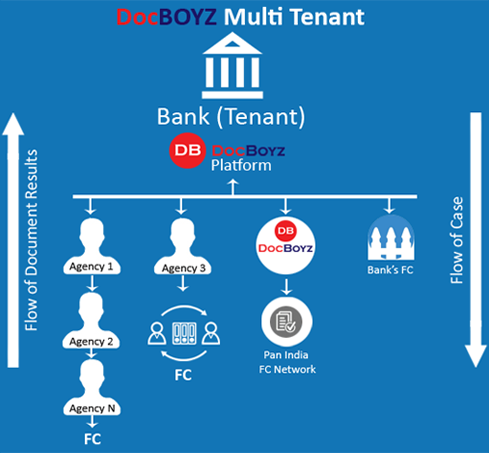 DocBOYZ Multi Tenant
Bank (Tenant)
DB DocBoyz
Platform
Flow of Document Results
Flow of Case
Agency 1
Agency 3
DB
DocBoyz
Bank's FC
Agency 2
FC
Pan India
FC Network
Agency N
FC